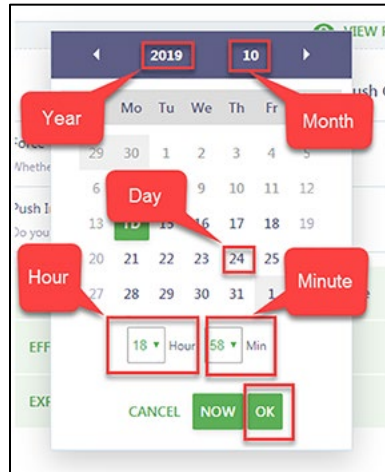 VIEW
2019 10
ush
Year
Month
Mo Tu We Th Fr
29 30 1 2 3 4 5
Whethe
6 9 10 11 12
Day
Push I
Do you
13 15 16 17 18 19
20 21 22 23 24 25
Hour
Minute
27 28 29 30 31 1
18 Hour 58 Min
EFF
EXF
CANCEL NOW OK